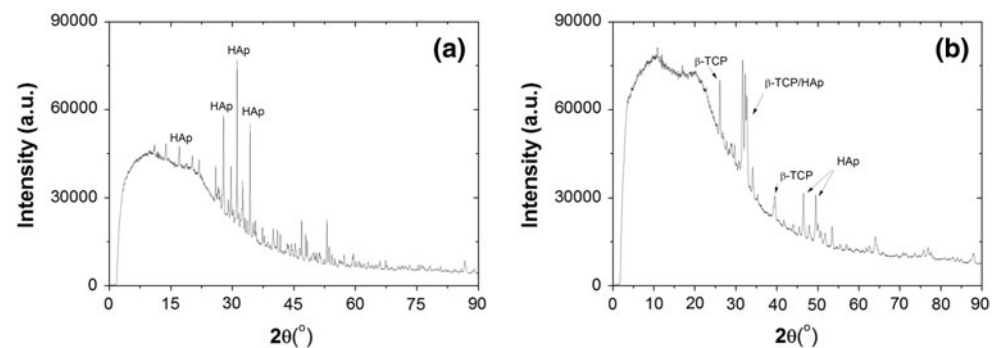 90000
60000
30000
0
Intensity (a.u.)
0 15 30 45 60 75 90
2θ(°)
(a)
HAp
HAp
HAp
HAp
90000
60000
30000
0
Intensity (a.u.)
0 10 20 30 40 50 60 70 80 90
2θ(°)
(b)
β-TCP
β-TCP/HAp
β-TCP
HAp